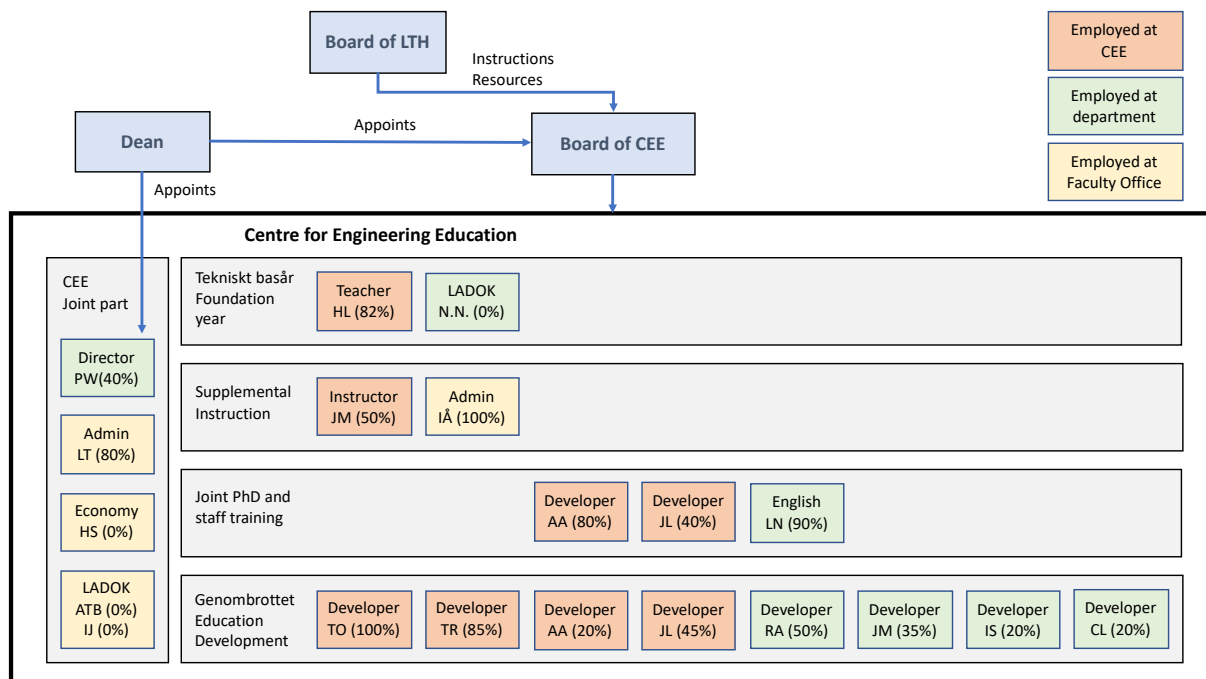 Board of LTH
Instructions
Resources
Employed at
CEE
Employed at
department
Employed at
Faculty Office
Dean
Appoints
Board of CEE
Appoints
Centre for Engineering Education
CEE
Joint part
Director
PW(40%)
Admin
LT (80%)
Economy
HS (0%)
LADOK
ATB (0%)
IJ (0%)
Tekniskt basår
Foundation
year
Teacher
HL (82%)
LADOK
N.N. (0%)
Supplemental
Instruction
Instructor
JM (50%)
Admin
IÅ (100%)
Joint PhD and
staff training
Developer
AA (80%)
Developer
JL (40%)
English
LN (90%)
Genombrottet
Education
Development
Developer
TO (100%)
Developer
TR (85%)
Developer
AA (20%)
Developer
JL (45%)
Developer
RA (50%)
Developer
JM (35%)
Developer
IS (20%)
Developer
CL (20%)